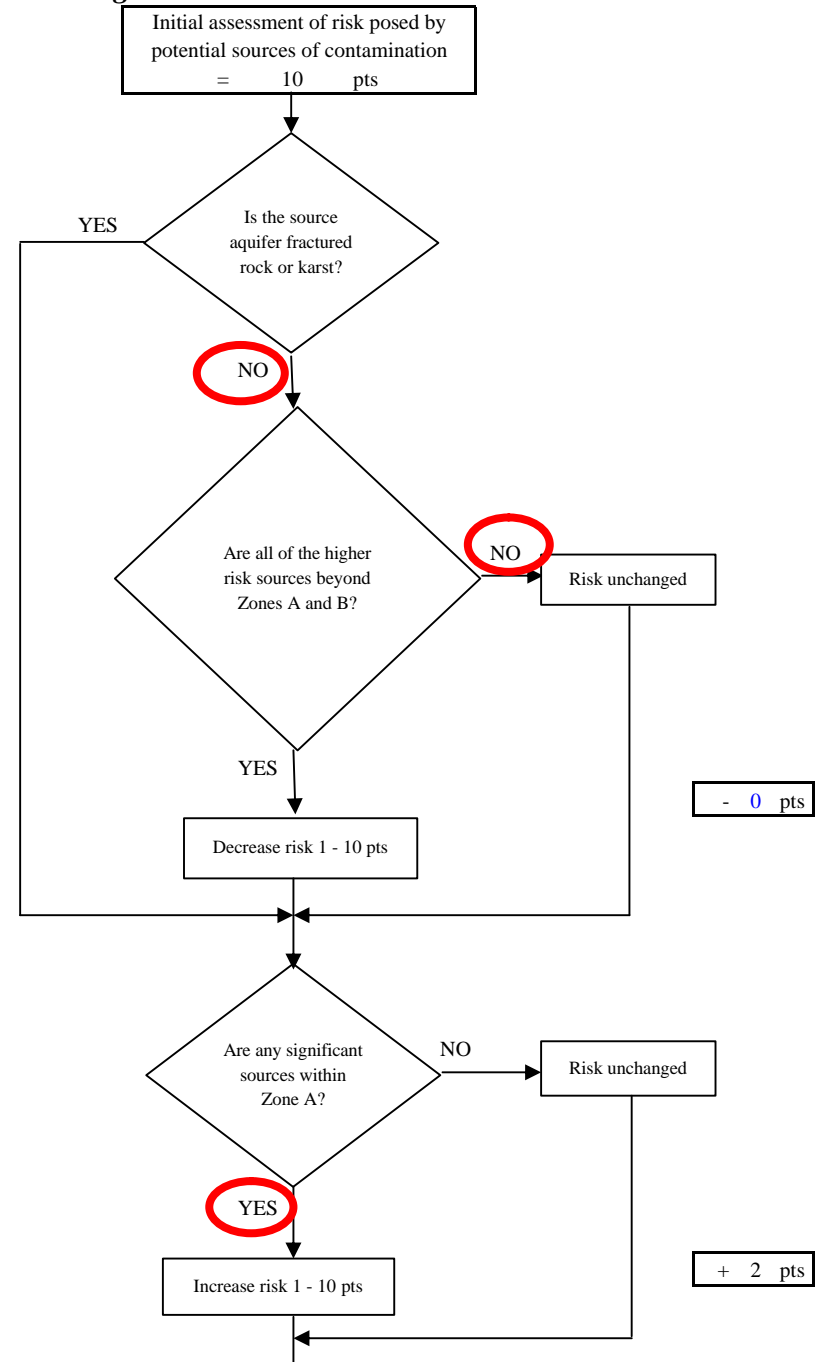 Initial assessment of risk posed by
potential sources of contamination
= 10 pts
YES
Is the source
aquifer fractured
rock or karst?
NO
Are all of the higher
risk sources beyond
Zones A and B?
NO
Risk unchanged
YES
- 0 pts
Decrease risk 1 - 10 pts
Are any significant
sources within
Zone A?
NO
Risk unchanged
YES
+ 2 pts
Increase risk 1 - 10 pts